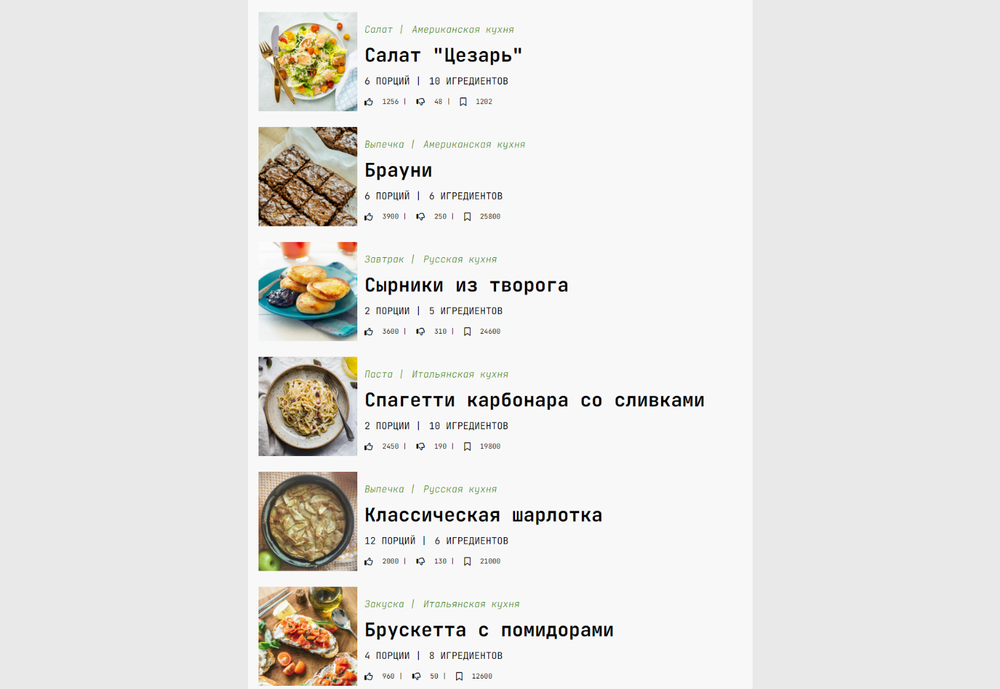 Салат | Американская кухня
Салат "Цезарь"
6 ПОРЦИЙ | 10 ИГРЕДИЕНТОВ
1256 | 48 | 1202
Выпечка | Американская кухня
Брауни
6 ПОРЦИЙ | 6 ИГРЕДИЕНТОВ
3900 | 250 | 25800
Завтрак | Русская кухня
Сырники из творога
2 ПОРЦИИ | 5 ИГРЕДИЕНТОВ
3600 | 310 | 24600
Паста | Итальянская кухня
Спагетти карбонара со сливками
2 ПОРЦИИ | 10 ИГРЕДИЕНТОВ
2450 | 190 | 19800
Выпечка | Русская кухня
Классическая шарлотка
12 ПОРЦИЙ | 6 ИГРЕДИЕНТОВ
2000 | 130 | 21000
Закуска | Итальянская кухня
Брускетта с помидорами
4 ПОРЦИИ | 8 ИГРЕДИЕНТОВ
960 | 50 | 12600